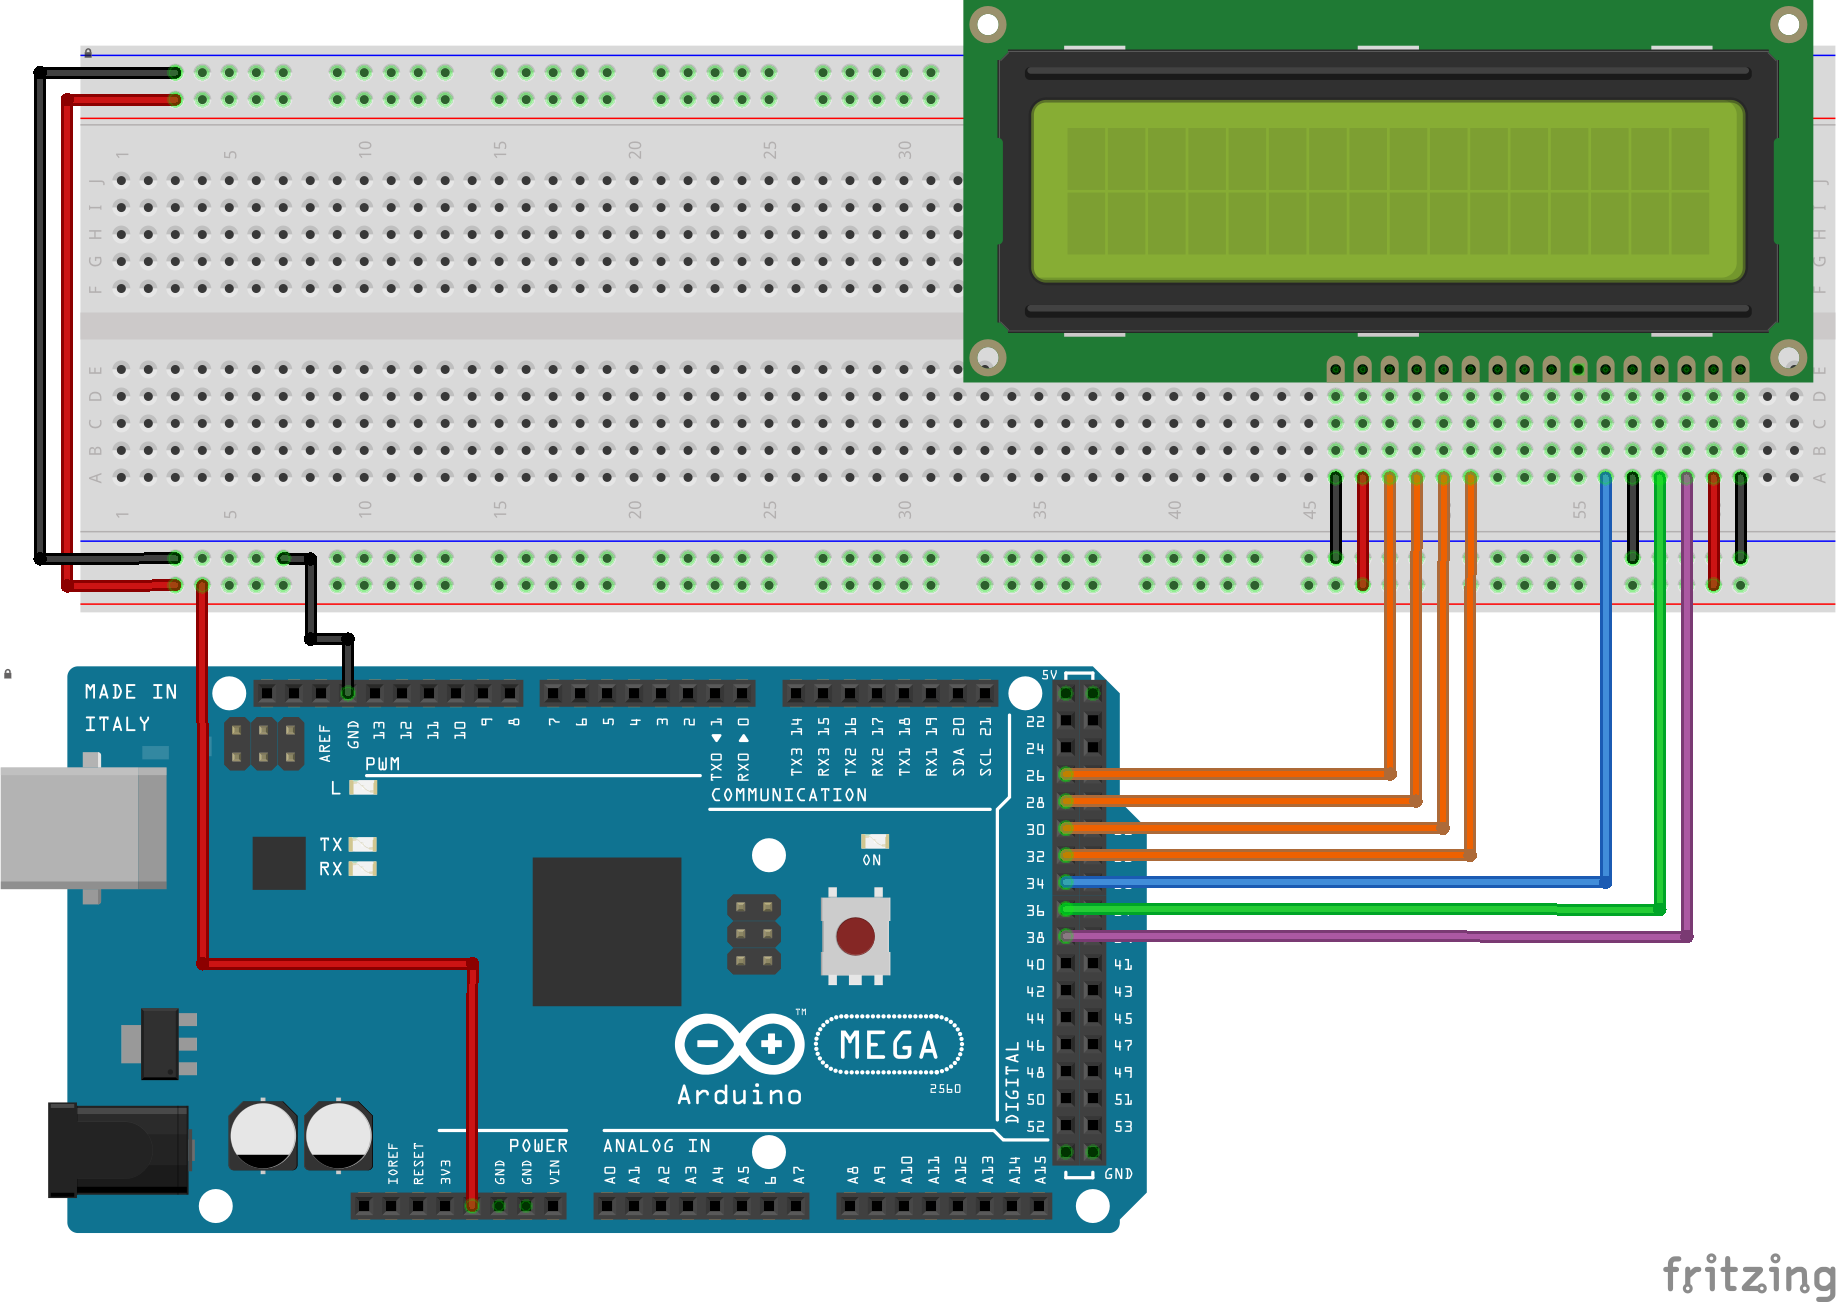 1 5 10 15 20 25 30
J J
I I
H H
G G
F F
E E
D D
C C
B B
A A
1 5 10 15 20 25 30 35 40 45 55
MADE IN
ITALY
AREF GND 13 12 11 10 9 8 7 6 5 4 3 2 TX0 1 RX0 0 TX3 14 RX3 15 TX2 16 RX2 17 TX1 18 RX1 19 SDA 20 SCL 21
5V
PWM
COMMUNICATION
L
TX
RX
ON
22
24
26
28
30
32
34
36
38
40 41
42 43
44 45
46 47
48 49
50 51
52 53
DIGITAL
GND
TM
MEGA
Arduino
2560
POWER
ANALOG IN
IOREF RESET 3V3 GND GND VIN A0 A1 A2 A3 A4 A5 6 A7 A8 A9 A10 A11 A12 A13 A14 A15
fritzing